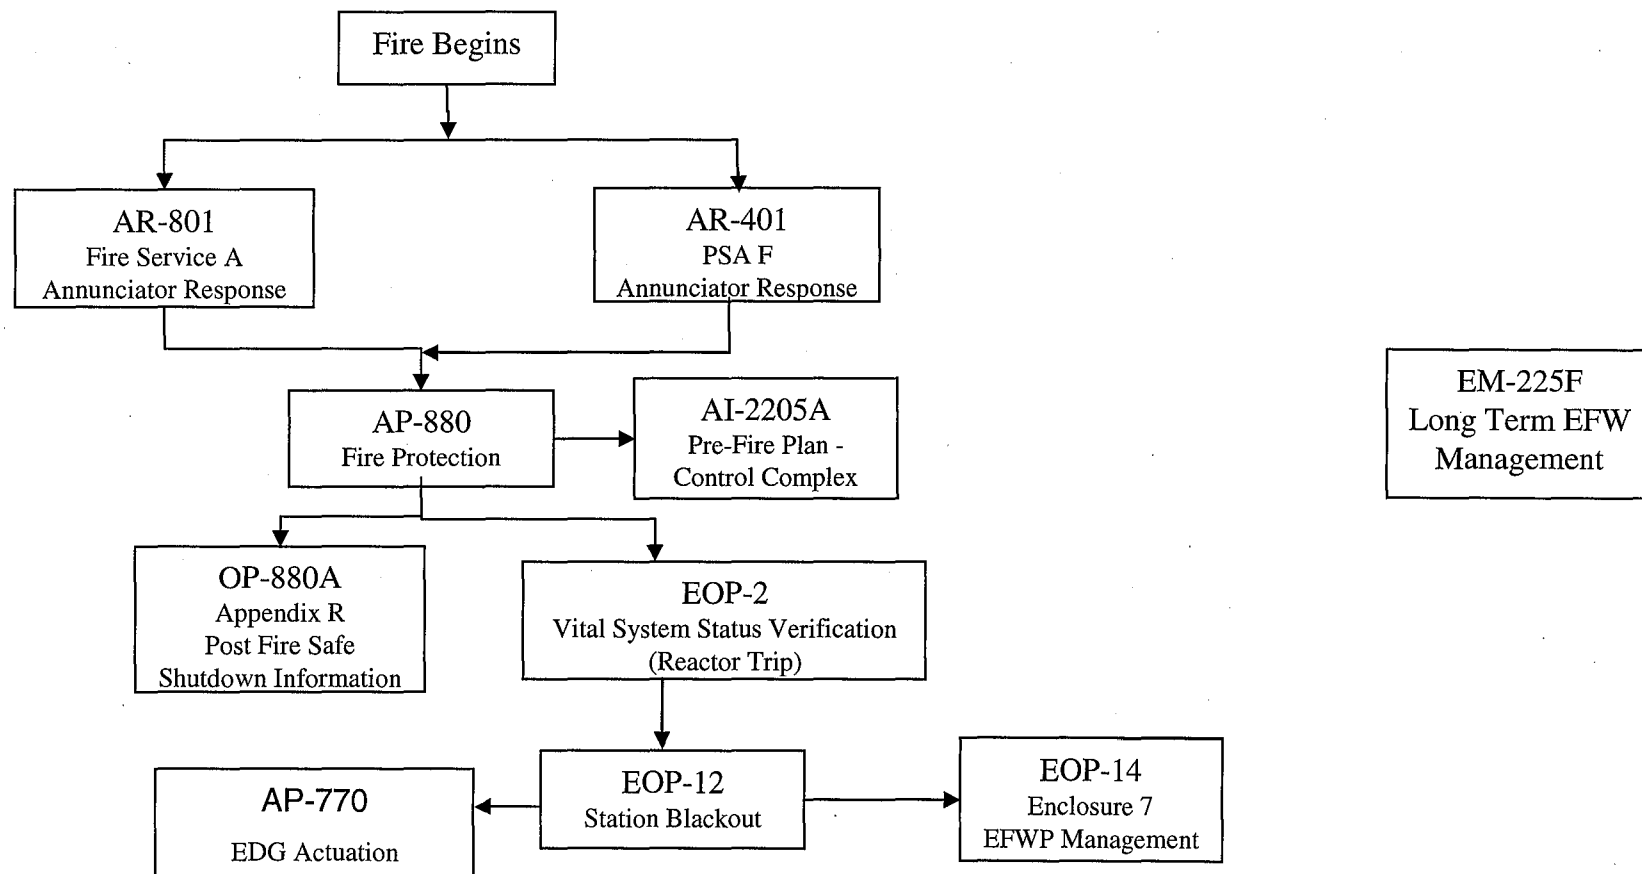 Fire Begins
AR-801
Fire Service A
Annunciator Response
AR-401
PSA F
Annunciator Response
AP-880
Fire Protection
AI-2205A
Pre-Fire Plan -
Control Complex
EM-225F
Long Term EFW
Management
OP-880A
Appendix R
Post Fire Safe
Shutdown Information
EOP-2
Vital System Status Verification
(Reactor Trip)
AP-770
EDG Actuation
EOP-12
Station Blackout
EOP-14
Enclosure 7
EFWP Management